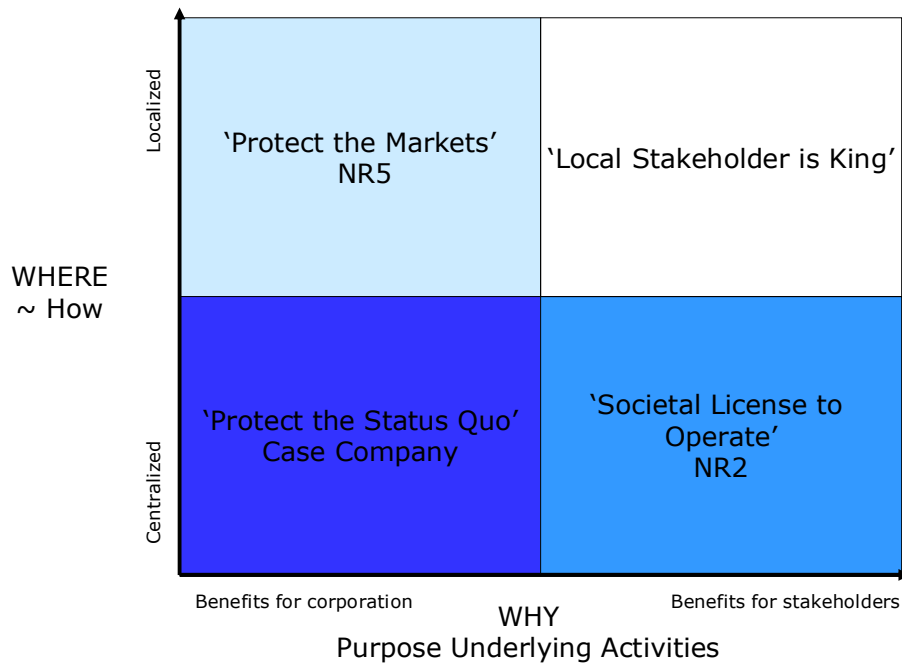 Localized
‘Protect the Markets’
NR5
‘Local Stakeholder is King’
WHERE
~ How
‘Protect the Status Quo’
Case Company
‘Societal License to
Operate’
NR2
Centralized
Benefits for corporation
Benefits for stakeholders
WHY
Purpose Underlying Activities